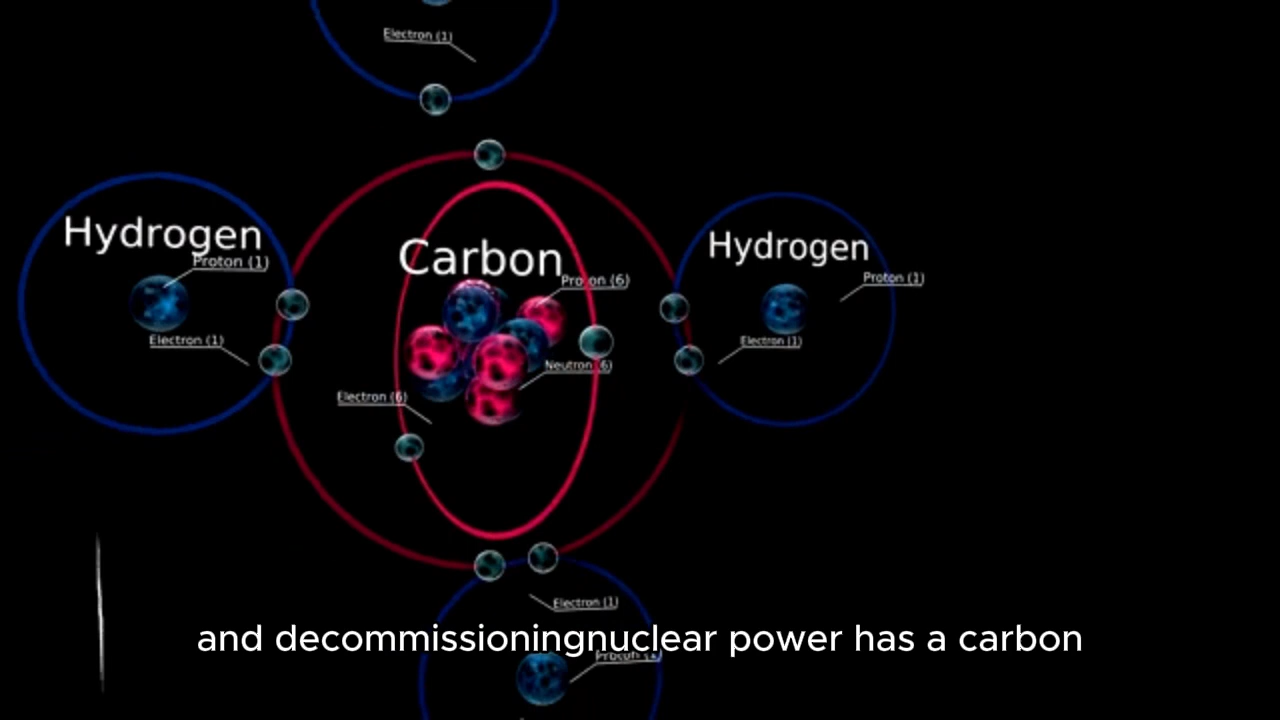 Electron (1)
Hydrogen
Proton (1)
Electron (1)
Carbon
Proton (6)
Neutron (6)
Electron (6)
Hydrogen
Proton (1)
Electron (1)
Electron (1)
and decommissioningnuclear power has a carbon